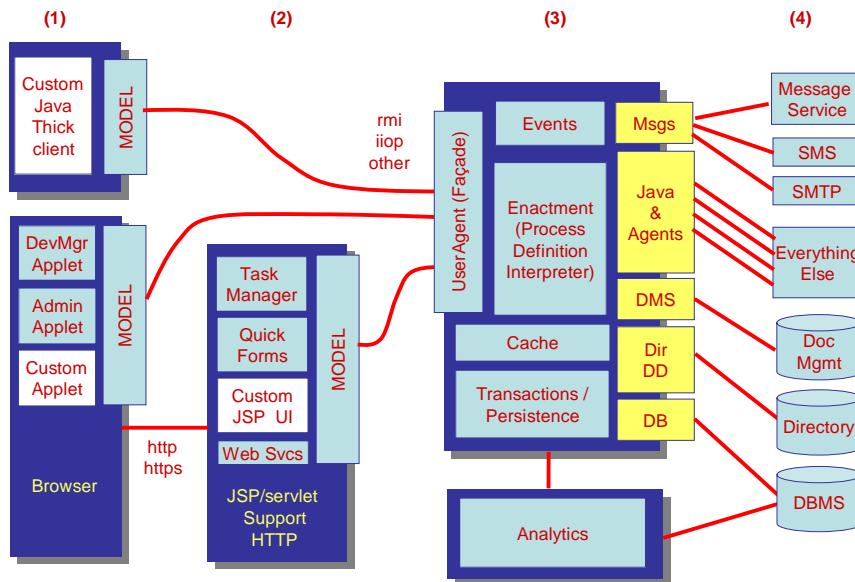 (1)
(2)
(3)
(4)
Custom
Java
Thick
client
MODEL
DevMgr
Applet
Admin
Applet
Custom
Applet
MODEL
Browser
http
https
Task
Manager
Quick
Forms
Custom
JSP UI
Web Svcs
MODEL
JSP/servlet
Support
HTTP
rmi
iiop
other
UserAgent (Façade)
Events
Enactment
(Process
Definition
Interpreter)
Cache
Transactions /
Persistence
Msgs
Java
&
Agents
DMS
Dir
DD
DB
Analytics
Message
Service
SMS
SMTP
Everything
Else
Doc
Mgmt
Directory
DBMS